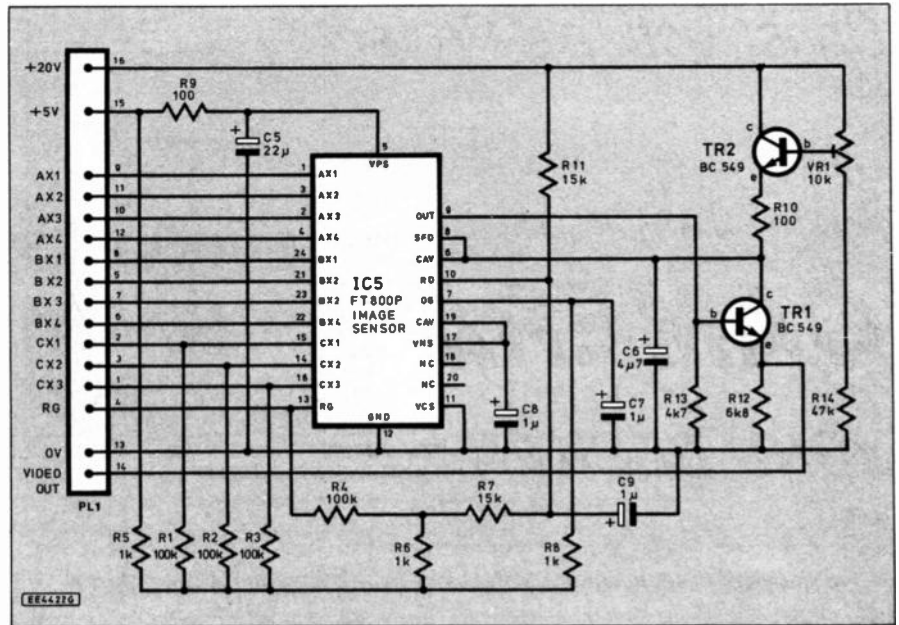 +20V
16
+5V
15
R9
100
C5
22µ
5
VPS
AX1
9
1
AX1
AX2
11
3
AX2
AX3
10
2
AX3
AX4
12
4
AX4
BX1
8
24
BX1
BX2
5
21
BX2
BX3
7
23
BX2
BX4
6
22
BX4
CX1
2
15
CX1
CX2
3
14
CX2
CX3
1
16
CX3
RG
4
13
RG
IC5
FT800P
IMAGE
SENSOR
OUT
9
SFD
8
CAV
6
RD
10
OG
7
CAV
19
VNS
17
NC
18
NC
20
VCS
11
GND
12
0V
13
VIDEO
OUT
14
PL1
R11
15k
TR2
BC 549
c
b
e
VR1
10k
R10
100
TR1
BC 549
c
b
e
C6
4µ7
C7
1µ
C8
1µ
R13
4k7
R12
6k8
R14
47k
R4
100k
R7
15k
C9
1µ
R5
1k
R1
100k
R2
100k
R3
100k
R6
1k
R8
1k
EE4422G